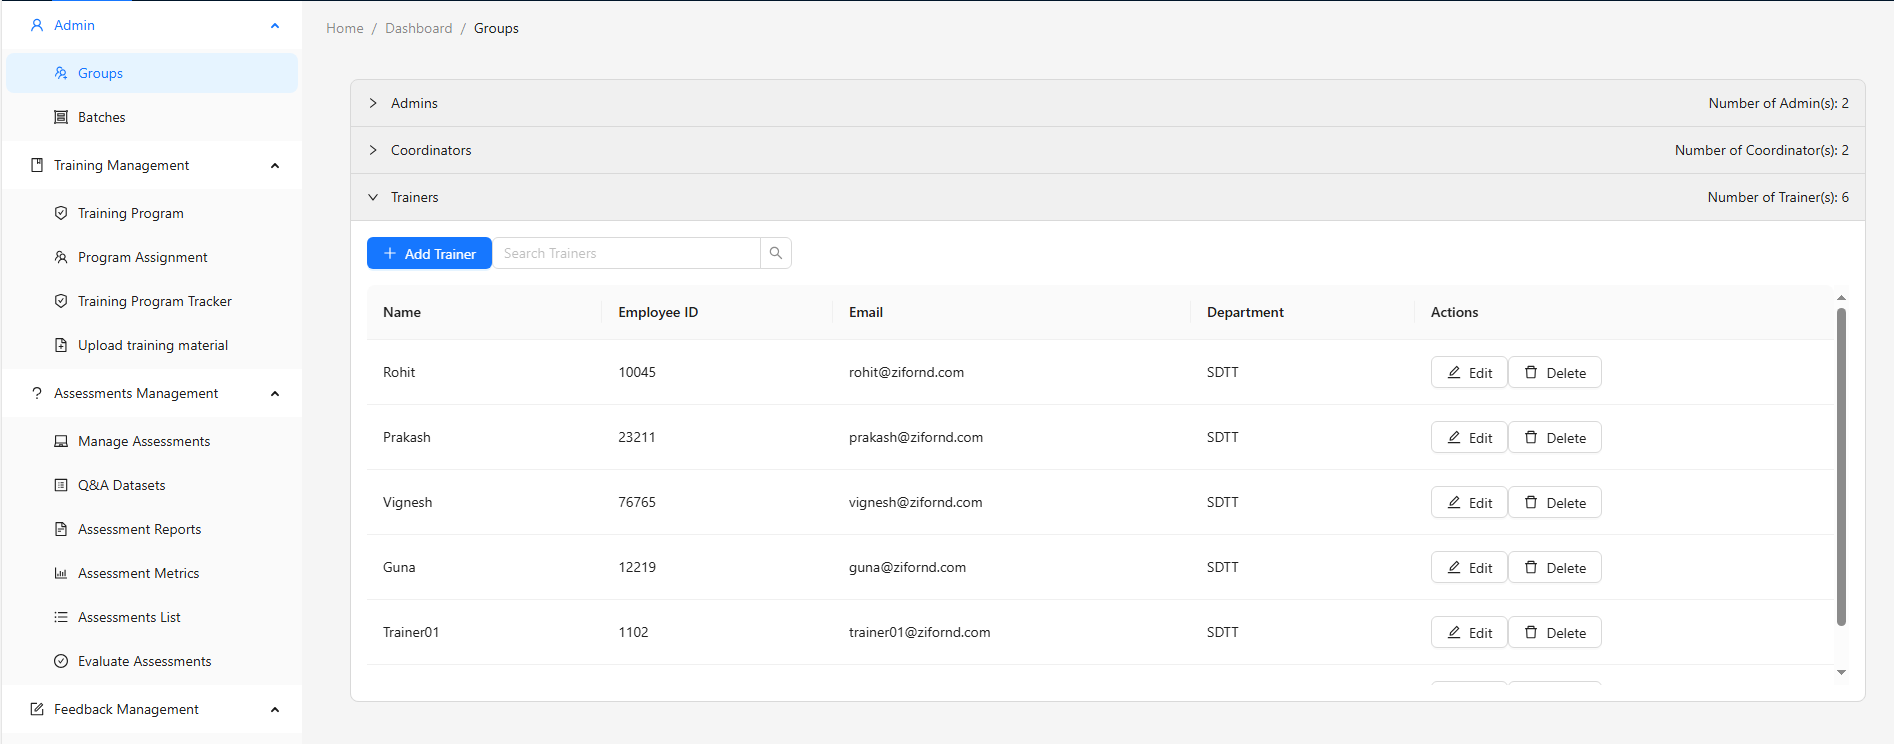 Admin
Groups
Batches
Training Management
Training Program
Program Assignment
Training Program Tracker
Upload training material
Assessments Management
Manage Assessments
Q&A Datasets
Assessment Reports
Assessment Metrics
Assessments List
Evaluate Assessments
Feedback Management
Home / Dashboard / Groups
Admins Number of Admin(s): 2
Coordinators Number of Coordinator(s): 2
Trainers Number of Trainer(s): 6
Add Trainer Search Trainers
Name Employee ID Email Department Actions
Rohit 10045 rohit@zifornd.com SDTT Edit Delete
Prakash 23211 prakash@zifornd.com SDTT Edit Delete
Vignesh 76765 vignesh@zifornd.com SDTT Edit Delete
Guna 12219 guna@zifornd.com SDTT Edit Delete
Trainer01 1102 trainer01@zifornd.com SDTT Edit Delete